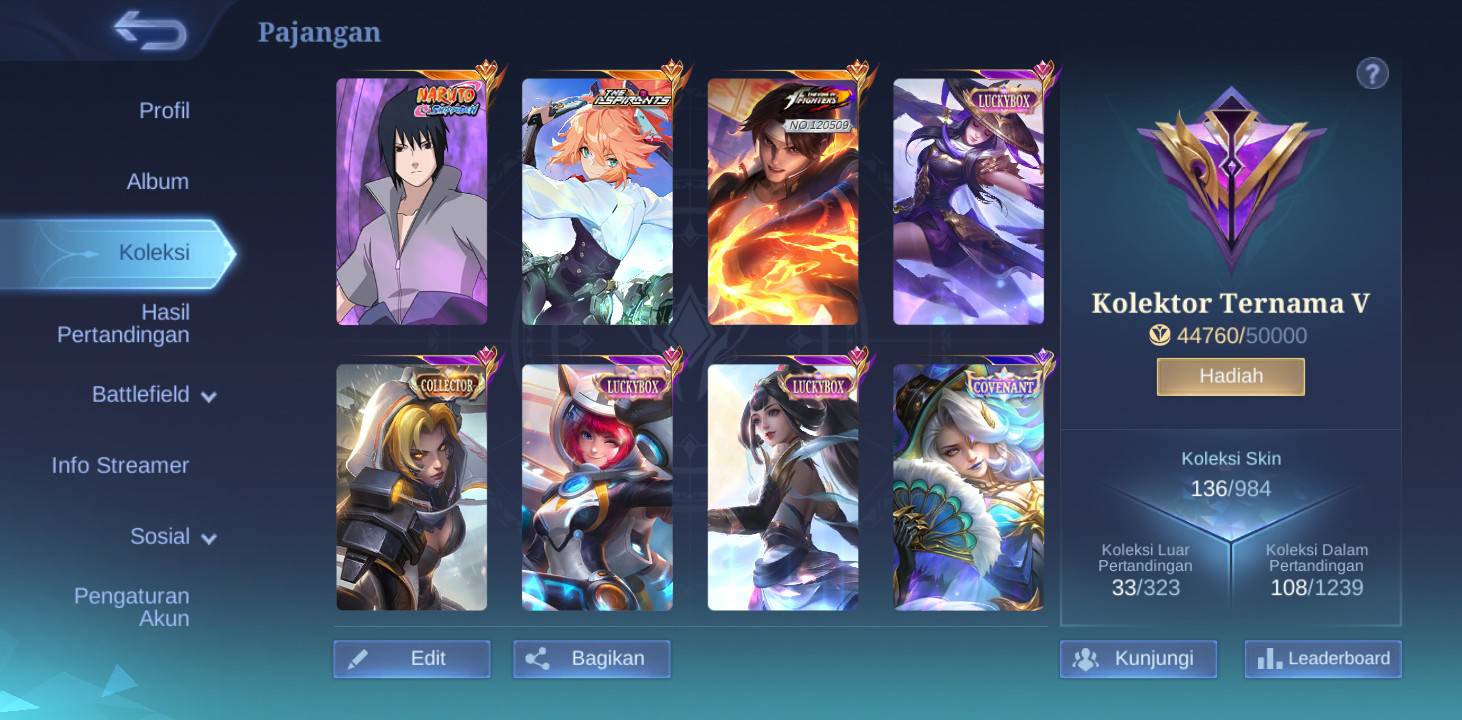 Pajangan
Profil
Album
Koleksi
Hasil
Pertandingan
Battlefield
Info Streamer
Sosial
Pengaturan
Akun
NARUTO
SHIPPUDEN
THE ASPIRANTS
THE KING OF
FIGHTERS
NO.120509
LUCKYBOX
COLLECTOR
LUCKYBOX
LUCKYBOX
COVENANT
Edit
Bagikan
?
Kolektor Ternama V
44760/50000
Hadiah
Koleksi Skin
136/984
Koleksi Luar
Pertandingan
33/323
Koleksi Dalam
Pertandingan
108/1239
Kunjungi
Leaderboard